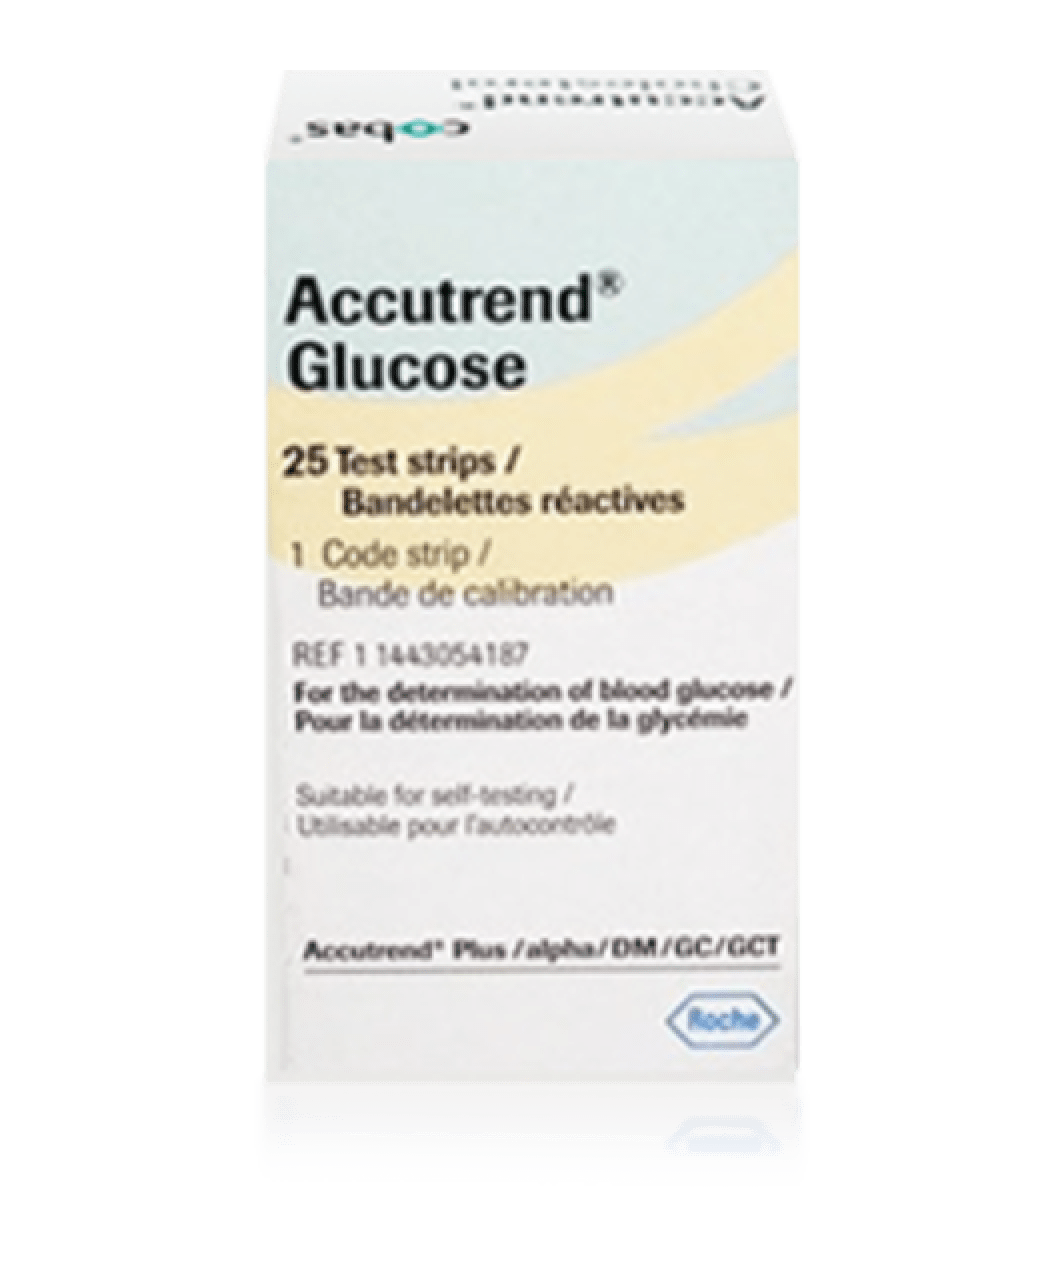 Accutrend®
cobas®
Accutrend®
Glucose
25 Test strips /
Bandelettes réactives
1 Code strip /
Bande de calibration
REF 1 1443054187
For the determination of blood glucose /
Pour la détermination de la glycémie
Suitable for self-testing /
Utilisable pour l'autocontrôle
Accutrend® Plus /alpha/DM/GC/GCT
Roche